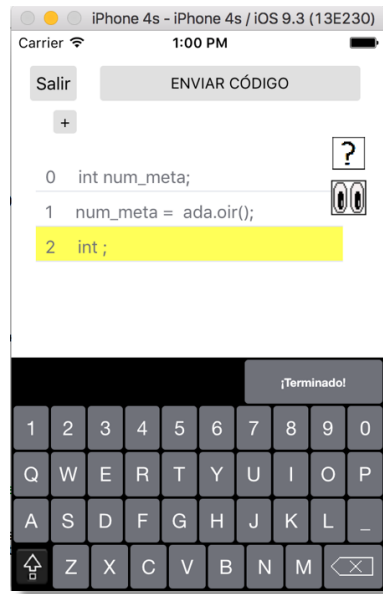 iPhone 4s - iPhone 4s / iOS 9.3 (13E230)
Carrier 1:00 PM
Salir ENVIAR CÓDIGO
+
?
0 int num_meta;
1 num_meta = ada.oir();
2 int ;
¡Terminado!
1 2 3 4 5 6 7 8 9 0
Q W E R T Y U I O P
A S D F G H J K L _
Z X C V B N M